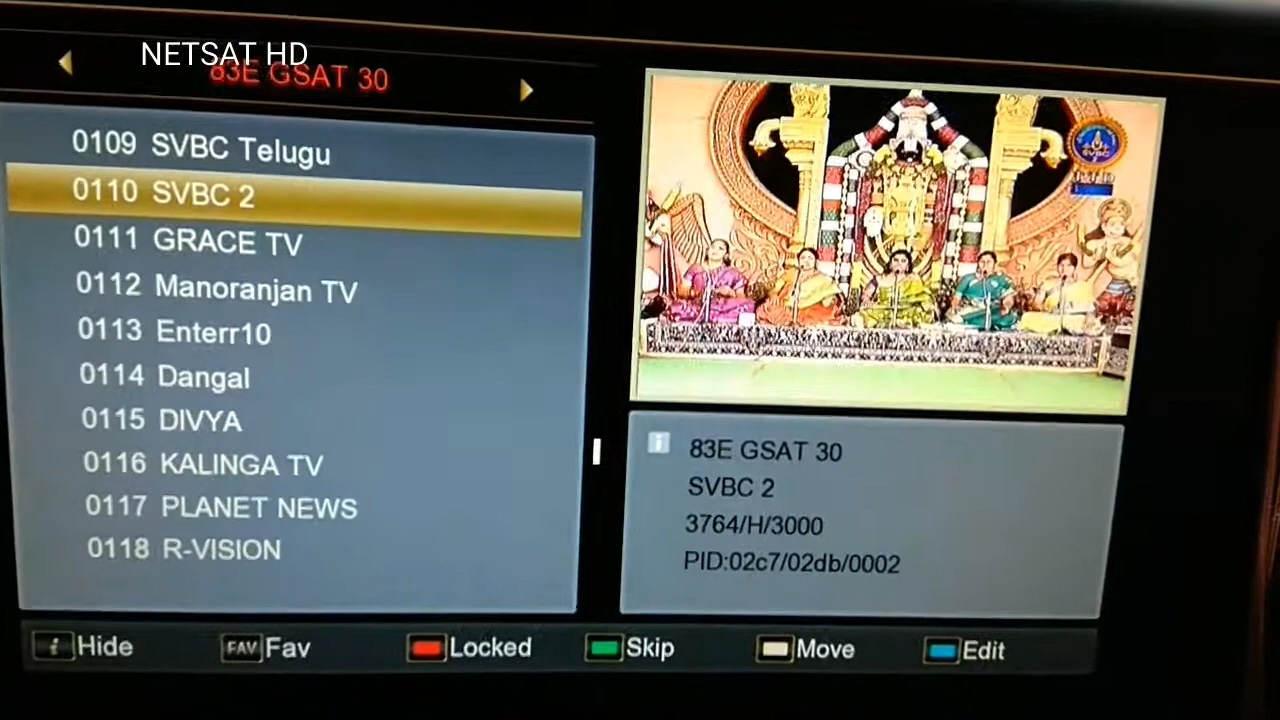 NETSAT HD
83E GSAT 30
0109 SVBC Telugu
0110 SVBC 2
0111 GRACE TV
0112 Manoranjan TV
0113 Enterr10
0114 Dangal
0115 DIVYA
0116 KALINGA TV
0117 PLANET NEWS
0118 R-VISION
SVBC
83E GSAT 30
SVBC 2
3764/H/3000
PID:02c7/02db/0002
i Hide FAV Fav Locked Skip Move Edit